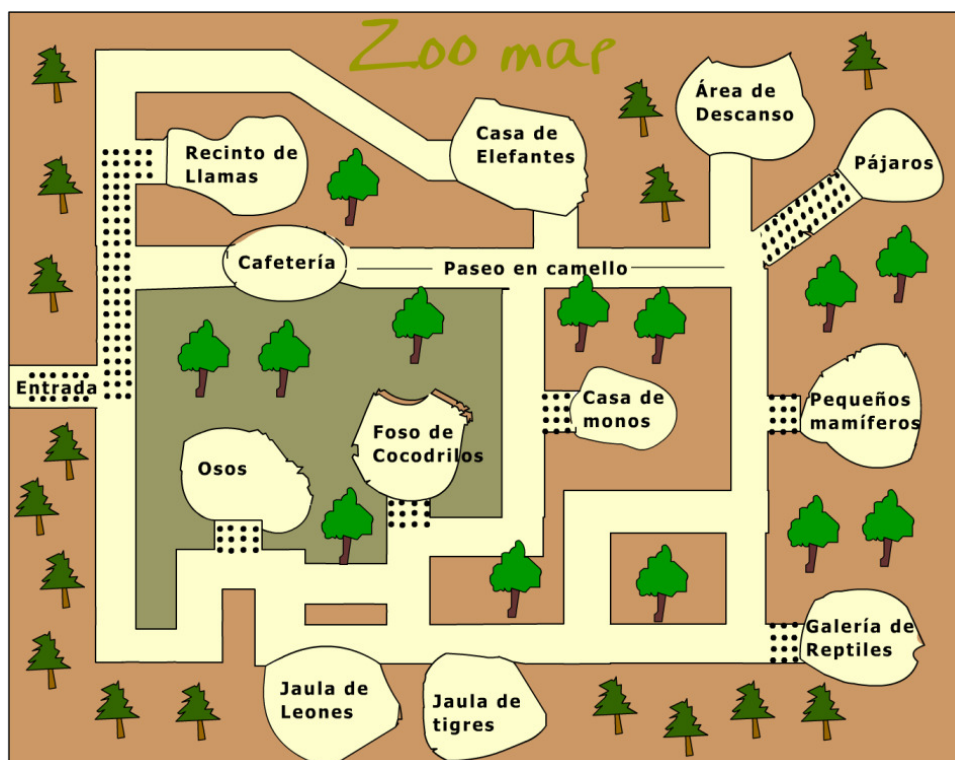 Zoo map
Área de
Descanso
Casa de
Elefantes
Recinto de
Llamas
Pájaros
Cafetería
Paseo en camello
Entrada
Casa de
monos
Pequeños
mamíferos
Foso de
Cocodrilos
Osos
Galería de
Reptiles
Jaula de
Leones
Jaula de
tigres